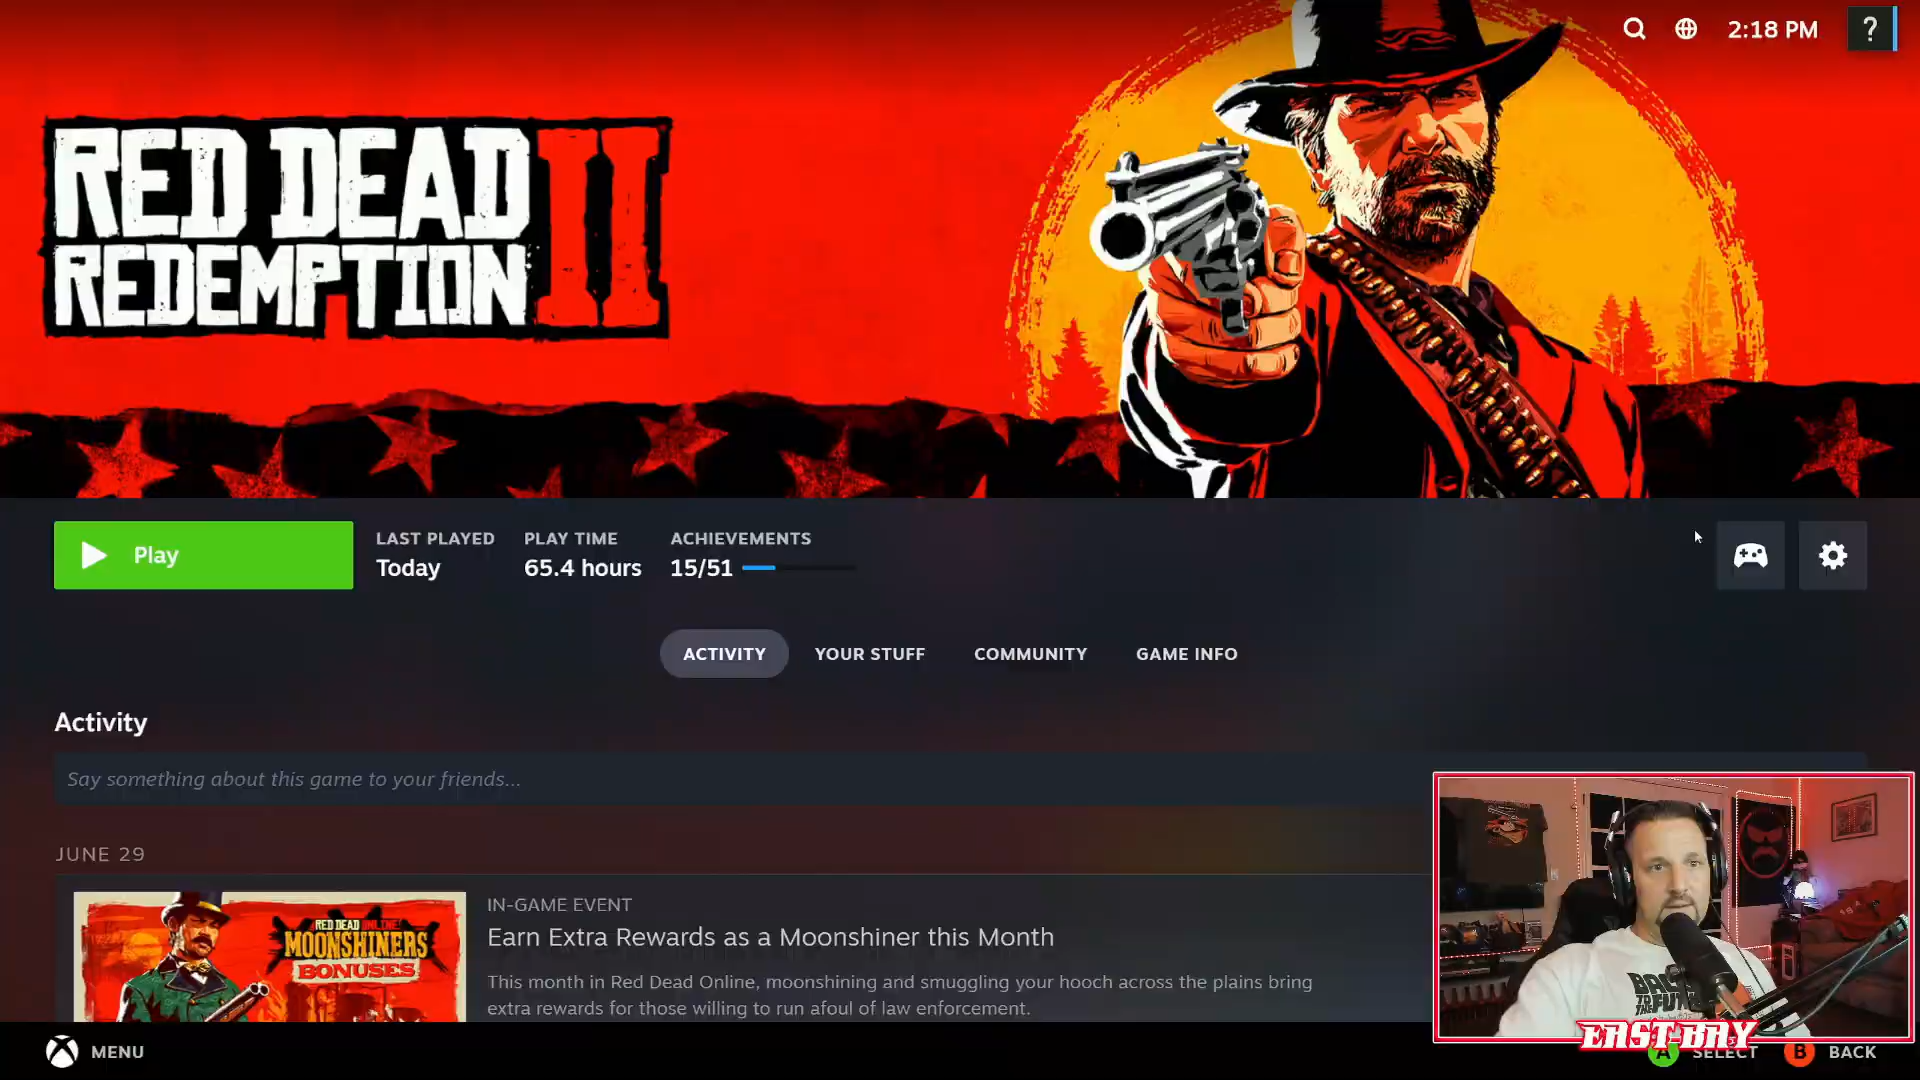 2:18 PM
?
RED DEAD
REDEMPTION II
Play
LAST PLAYED
Today
PLAY TIME
65.4 hours
ACHIEVEMENTS
15/51
ACTIVITY
YOUR STUFF
COMMUNITY
GAME INFO
Activity
Say something about this game to your friends...
JUNE 29
RED DEAD ONLINE
MOONSHINERS
BONUSES
IN-GAME EVENT
Earn Extra Rewards as a Moonshiner this Month
This month in Red Dead Online, moonshining and smuggling your hooch across the plains bring
extra rewards for those willing to run afoul of law enforcement.
EAST BAY
MENU
A SELECT
B BACK